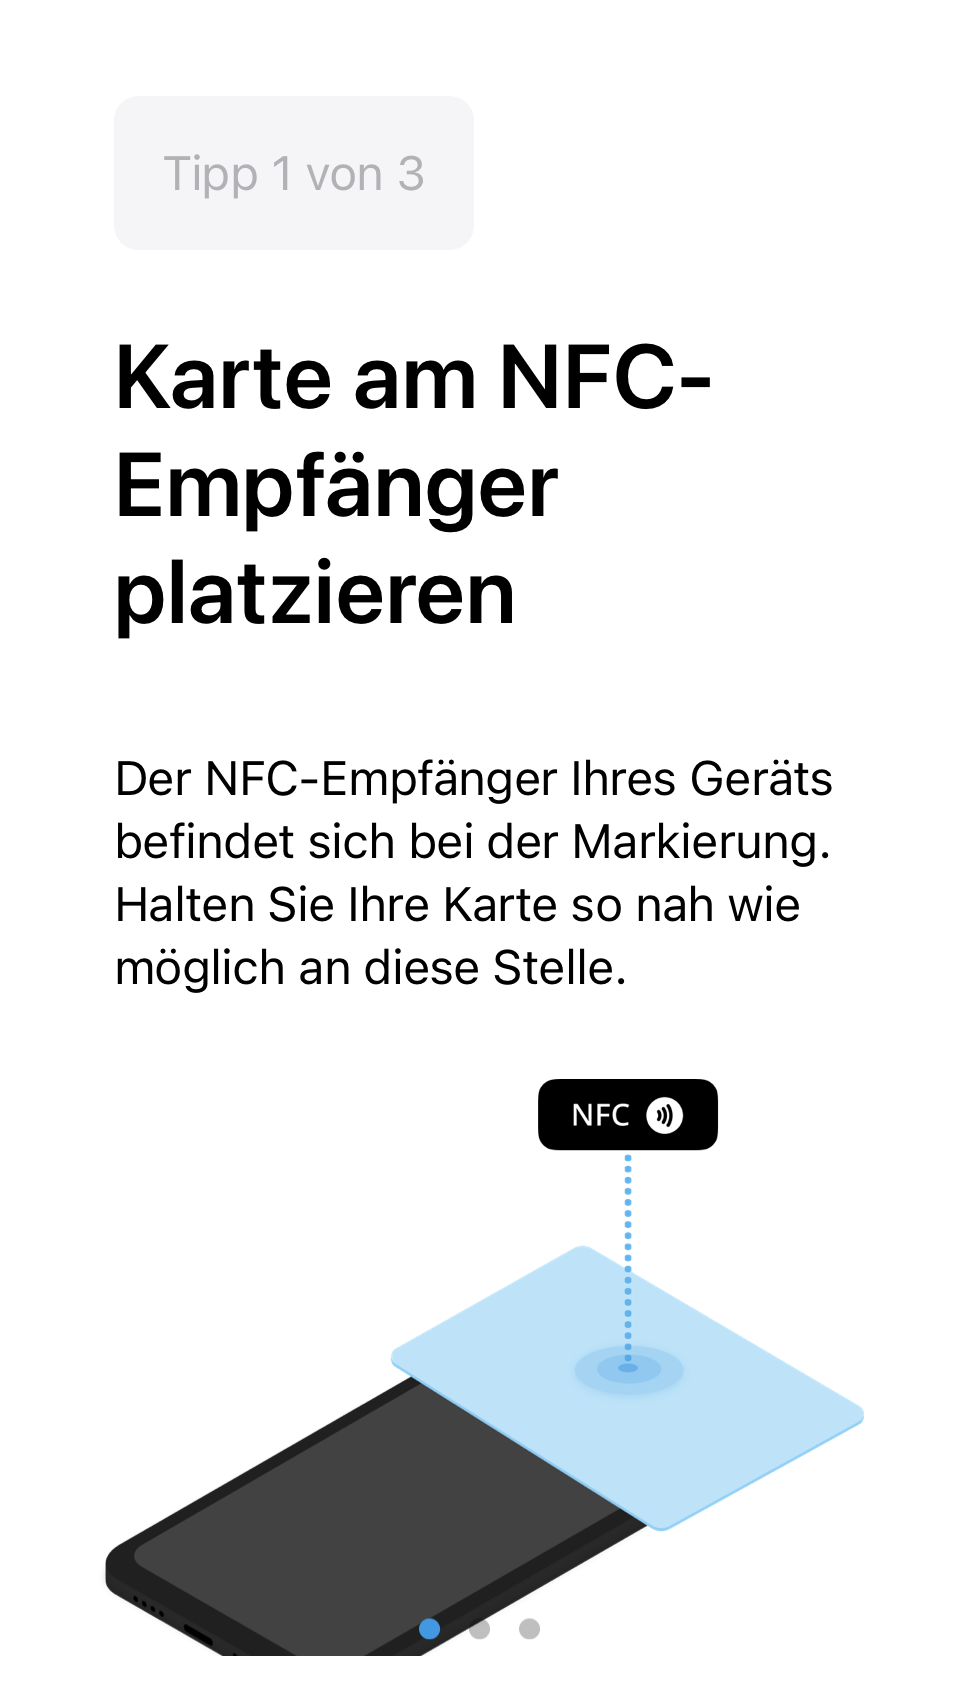 Tipp 1 von 3
Karte am NFC-
Empfänger
platzieren
Der NFC-Empfänger Ihres Geräts
befindet sich bei der Markierung.
Halten Sie Ihre Karte so nah wie
möglich an diese Stelle.
NFC